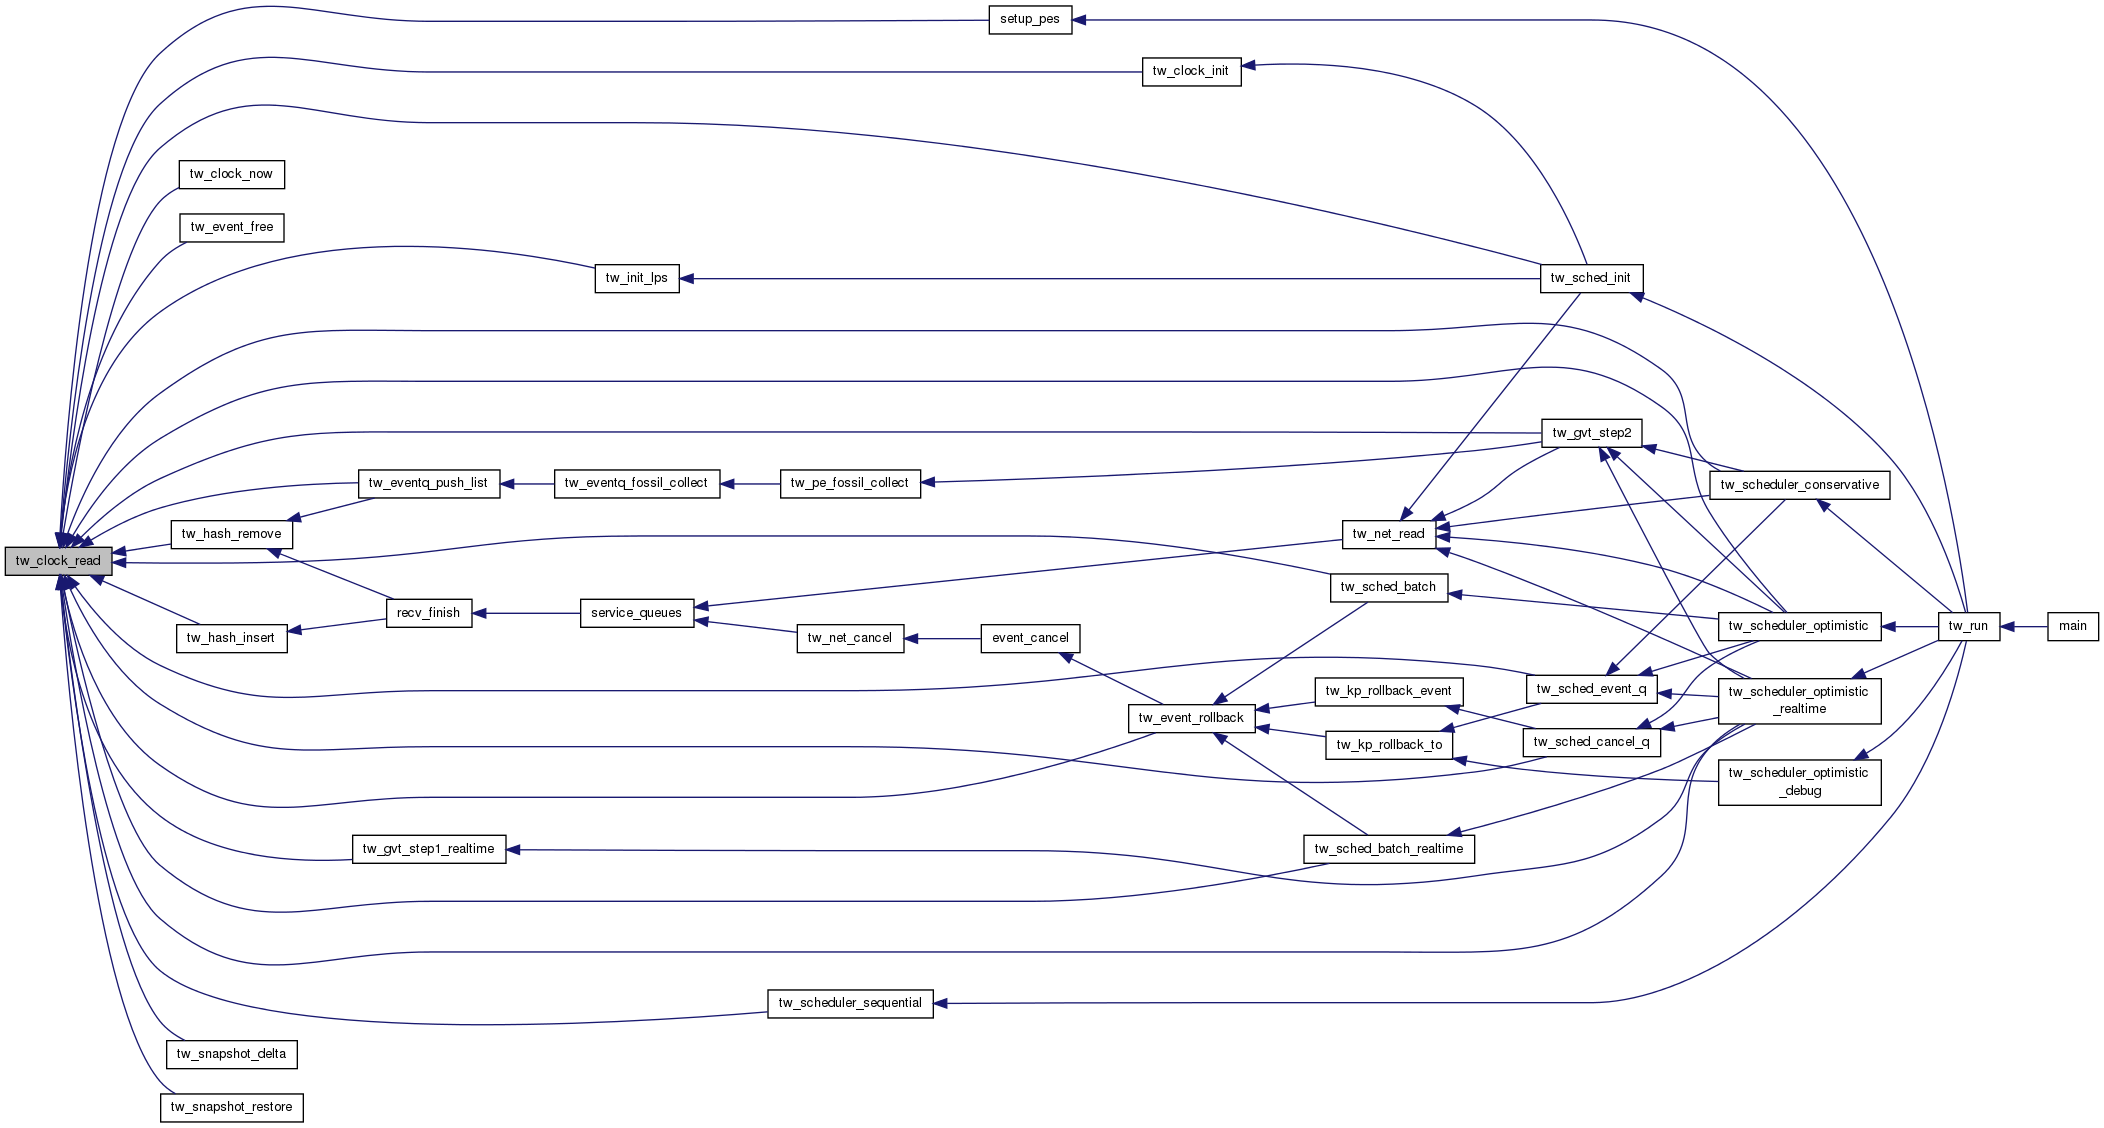 setup_pes
tw_clock_init
tw_clock_now
tw_event_free
tw_init_lps
tw_sched_init
tw_gvt_step2
tw_eventq_push_list
tw_eventq_fossil_collect
tw_pe_fossil_collect
tw_scheduler_conservative
tw_hash_remove
tw_net_read
tw_clock_read
tw_sched_batch
recv_finish
service_queues
tw_hash_insert
tw_net_cancel
event_cancel
tw_scheduler_optimistic
tw_run
main
tw_kp_rollback_event
tw_sched_event_q
tw_scheduler_optimistic
_realtime
tw_event_rollback
tw_kp_rollback_to
tw_sched_cancel_q
tw_scheduler_optimistic
_debug
tw_gvt_step1_realtime
tw_sched_batch_realtime
tw_scheduler_sequential
tw_snapshot_delta
tw_snapshot_restore